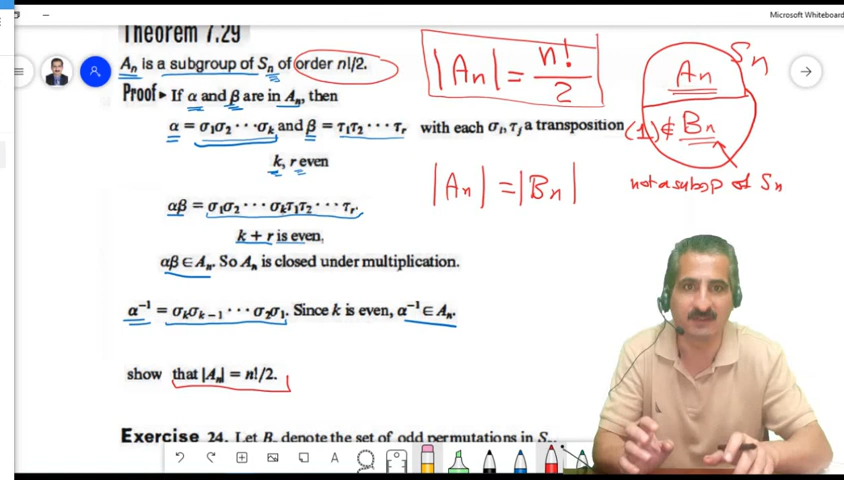 Microsoft Whiteboard
Theorem 7.29
Aₙ is a subgroup of Sₙ of order n!/2.
Proof ▸ If α and β are in Aₙ, then
α = σ₁σ₂ ··· σₖ and β = τ₁τ₂ ··· τᵣ with each σᵢ, τⱼ a transposition
k, r even
αβ = σ₁σ₂ ··· σₖτ₁τ₂ ··· τᵣ.
k + r is even,
αβ ∈ Aₙ. So Aₙ is closed under multiplication.
α⁻¹ = σₖσₖ₋₁ ··· σ₂σ₁. Since k is even, α⁻¹ ∈ Aₙ.
show that |Aₙ| = n!/2.
Exercise 24. Let Bₙ denote the set of odd permutations in Sₙ.
|Aₙ| = n!/2
Sₙ
Aₙ
(1) ∉ Bₙ
not a subgp of Sₙ
|Aₙ| = |Bₙ|
A